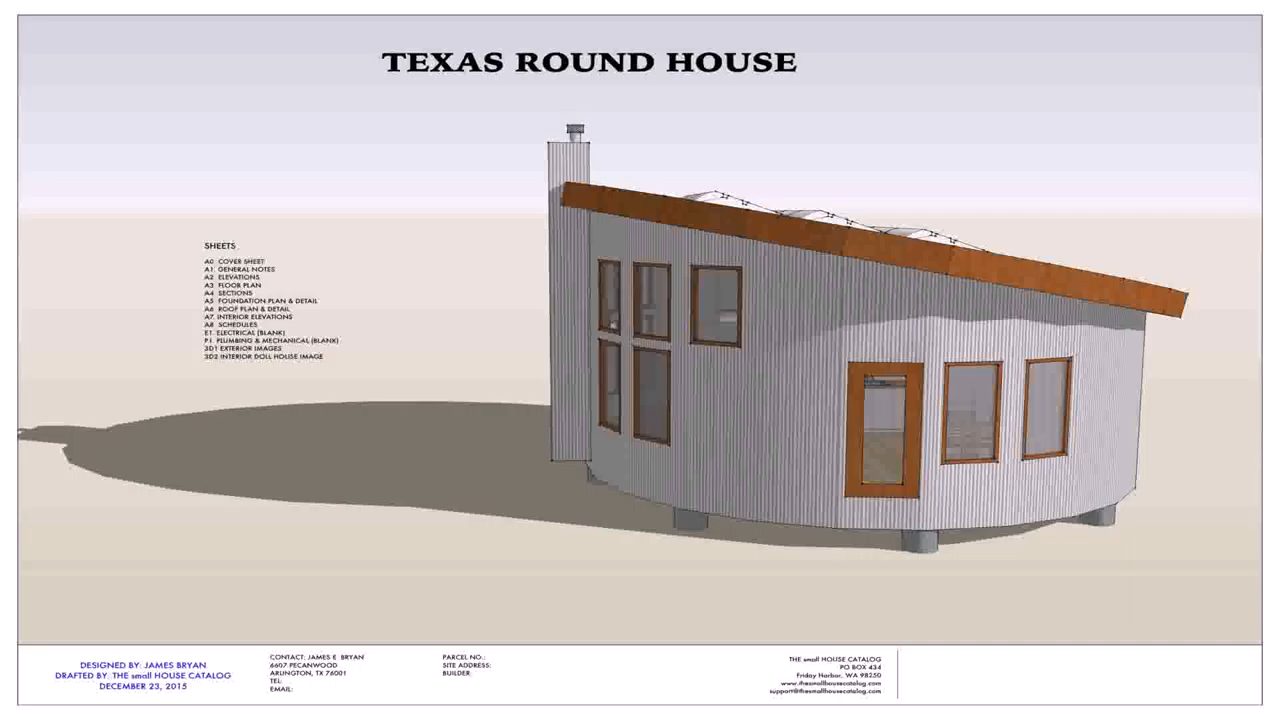 TEXAS ROUND HOUSE
SHEETS
A0 COVER SHEET
A1 GENERAL NOTES
A2 ELEVATIONS
A3 FLOOR PLAN
A4 SECTIONS
A5 FOUNDATION PLAN & DETAIL
A6 ROOF PLAN & DETAIL
A7 INTERIOR ELEVATIONS
A8 SCHEDULES
E1 ELECTRICAL (BLANK)
P1 PLUMBING & MECHANICAL (BLANK)
3D1 EXTERIOR IMAGES
3D2 INTERIOR DOLL HOUSE IMAGE
DESIGNED BY: JAMES BRYAN
DRAFTED BY: THE small HOUSE CATALOG
DECEMBER 23, 2015
CONTACT: JAMES E BRYAN
6607 PECANWOOD
ARLINGTON, TX 76001
TEL:
EMAIL:
PARCEL NO.:
SITE ADDRESS:
BUILDER:
THE small HOUSE CATALOG
PO BOX 434
Friday Harbor, WA 98250
www.thesmallhousecatalog.com
support@thesmallhousecatalog.com